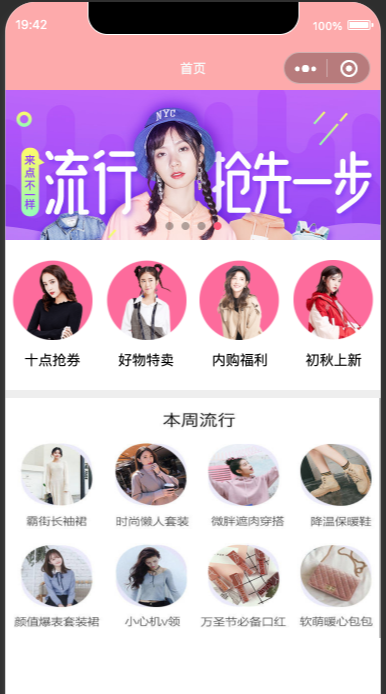 19:42
100%
首页
NYC
来点不一样
流行 抢先一步
十点抢券 好物特卖 内购福利 初秋上新
本周流行
霸街长袖裙 时尚懒人套装 微胖遮肉穿搭 降温保暖鞋
颜值爆表套装裙 小心机v领 万圣节必备口红 软萌暖心包包